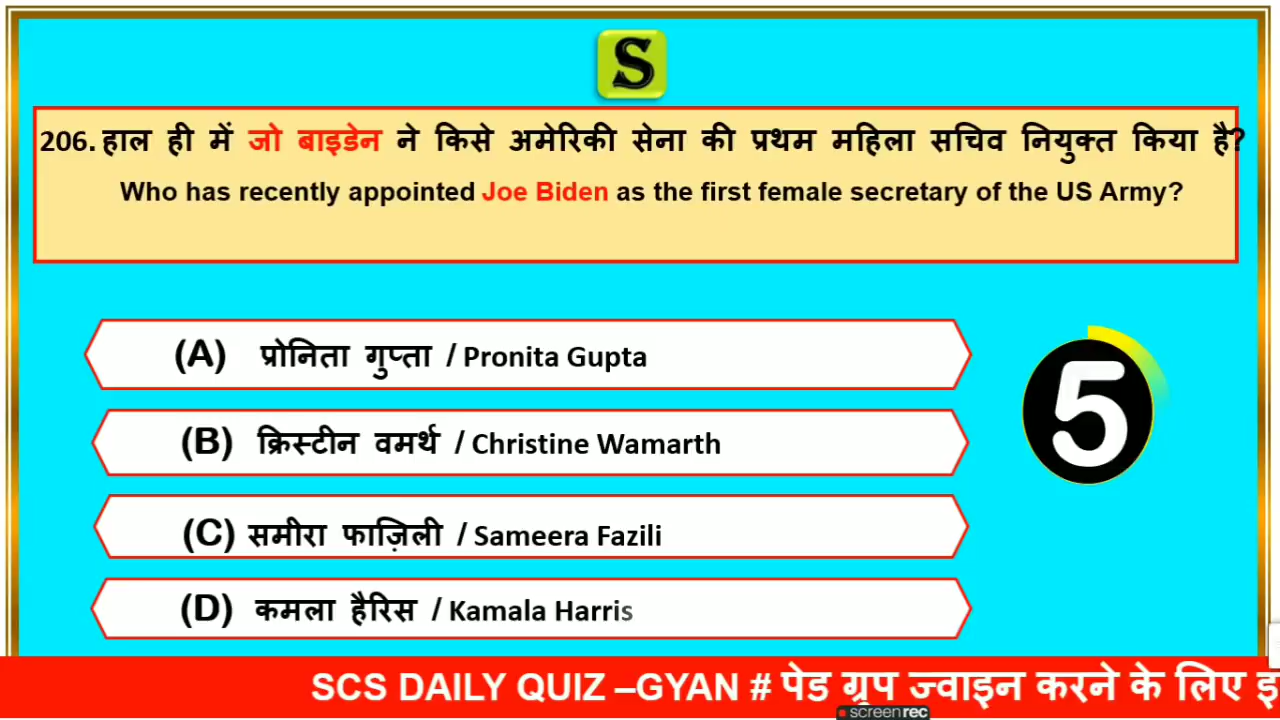 S
206. हाल ही में जो बाइडेन ने किसे अमेरिकी सेना की प्रथम महिला सचिव नियुक्त किया है?
Who has recently appointed Joe Biden as the first female secretary of the US Army?
(A) प्रोनिता गुप्ता / Pronita Gupta
5
(B) क्रिस्टीन वमर्थ / Christine Wamarth
(C) समीरा फाज़िली / Sameera Fazili
(D) कमला हैरिस / Kamala Harris
SCS DAILY QUIZ –GYAN # पेड ग्रुप ज्वाइन करने के लिए इ
screenrec